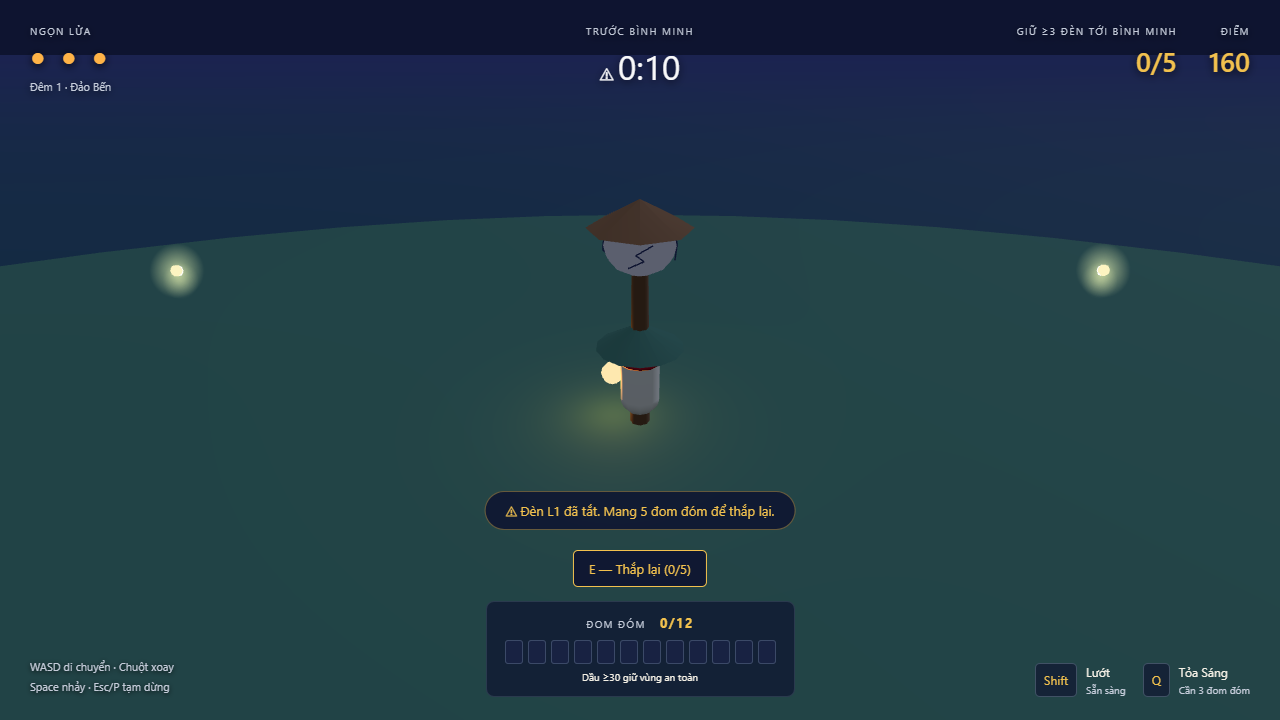 NGỌN LỬA
Đêm 1 · Đảo Bến
TRƯỚC BÌNH MINH
⚠0:10
GIỮ ≥3 ĐÈN TỚI BÌNH MINH
0/5
ĐIỂM
160
⚠ Đèn L1 đã tắt. Mang 5 đom đóm để thắp lại.
E — Thắp lại (0/5)
ĐOM ĐÓM 0/12
Dầu ≥30 giữ vùng an toàn
WASD di chuyển · Chuột xoay
Space nhảy · Esc/P tạm dừng
Shift
Lướt
Sẵn sàng
Q
Tỏa Sáng
Cần 3 đom đóm